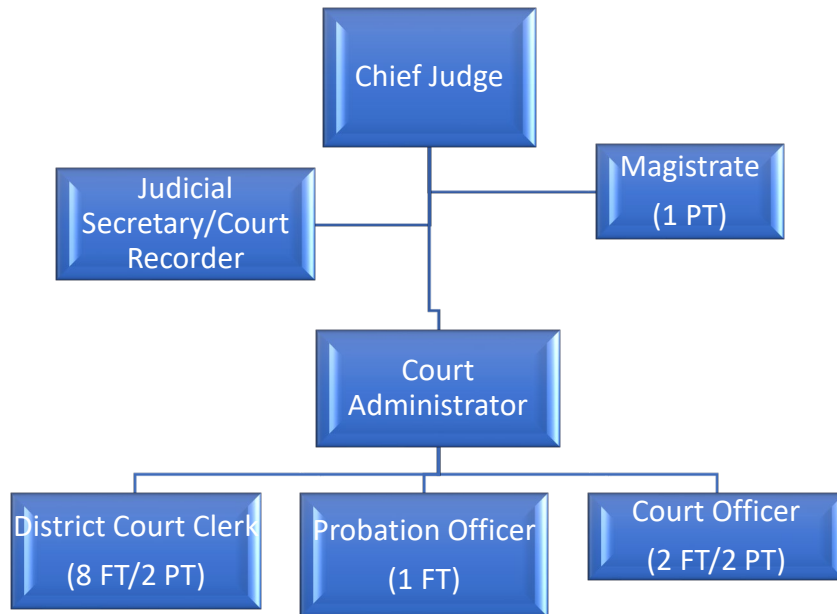 Chief Judge
Judicial
Secretary/Court
Recorder
Magistrate
(1 PT)
Court
Administrator
District Court Clerk
(8 FT/2 PT)
Probation Officer
(1 FT)
Court Officer
(2 FT/2 PT)